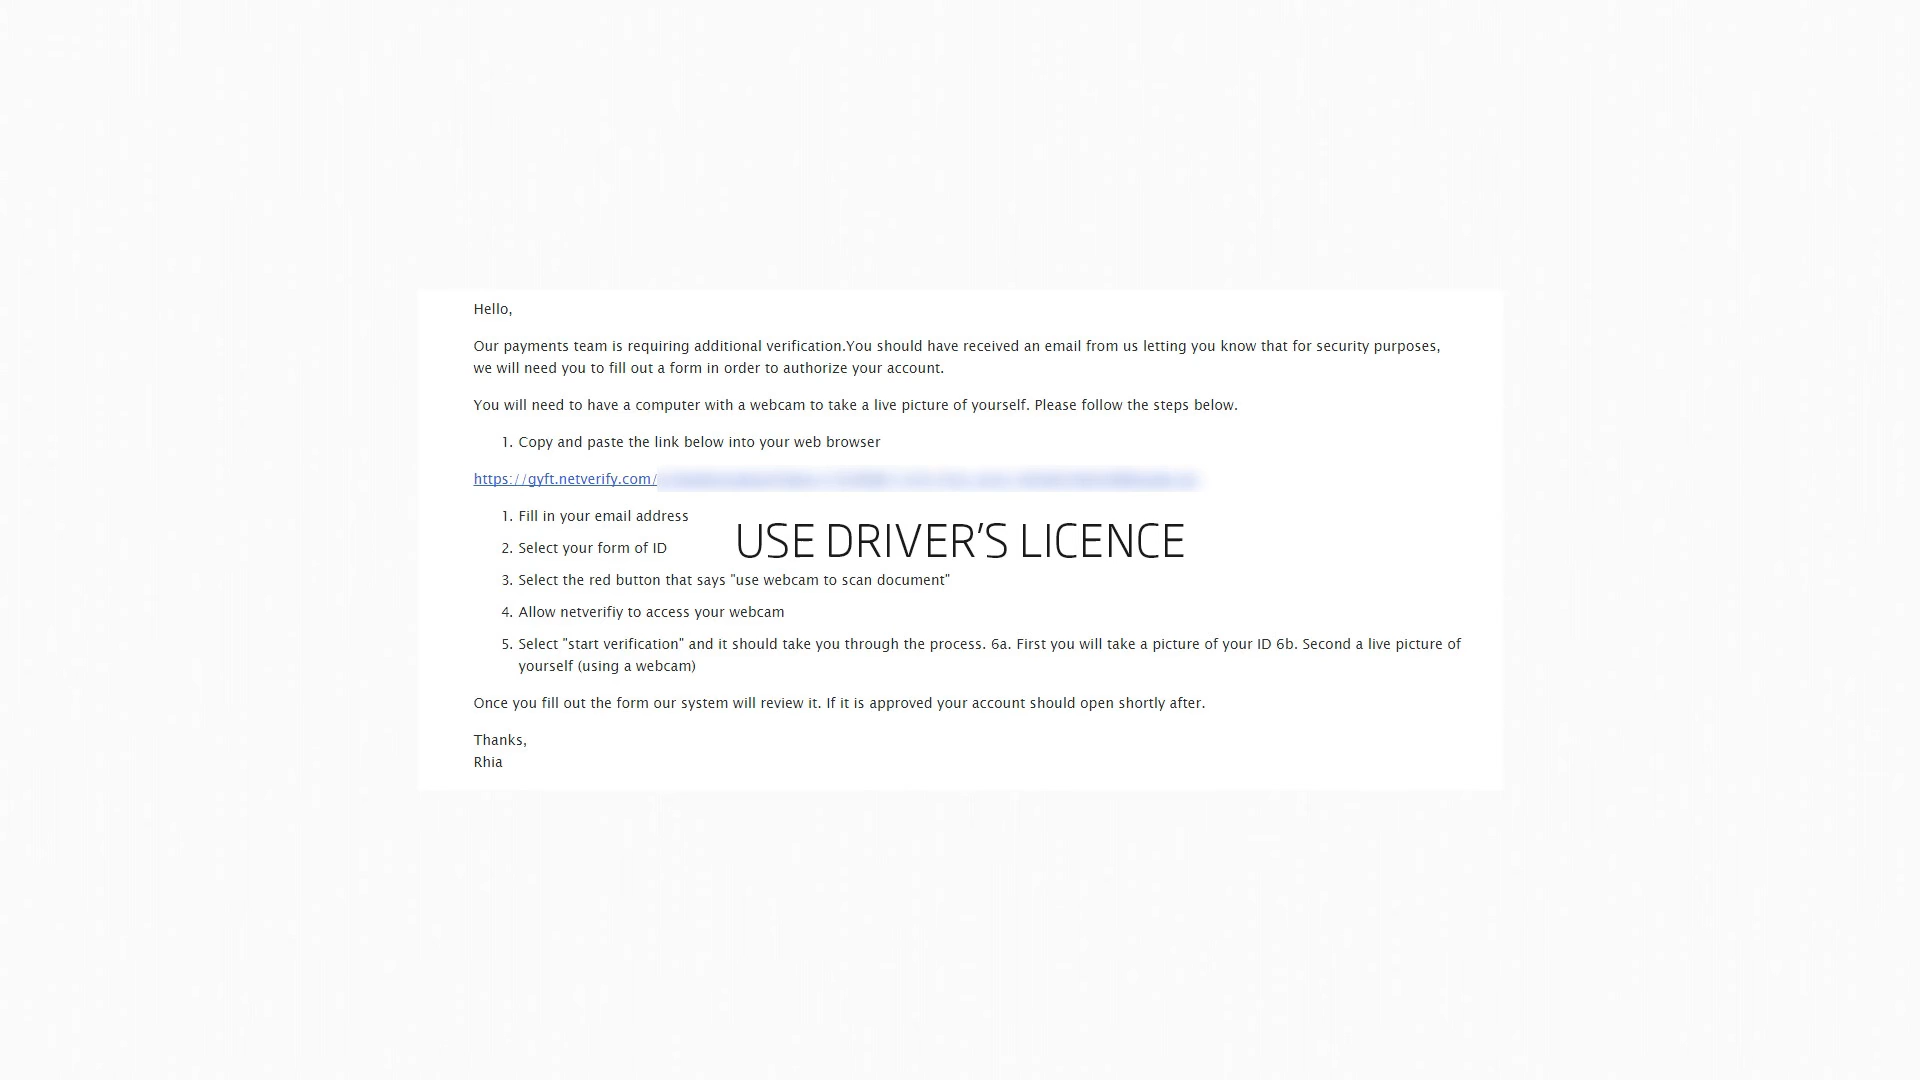 Hello,
Our payments team is requiring additional verification.You should have received an email from us letting you know that for security purposes,
we will need you to fill out a form in order to authorize your account.
You will need to have a computer with a webcam to take a live picture of yourself. Please follow the steps below.
1. Copy and paste the link below into your web browser
https://gyft.netverify.com/
1. Fill in your email address
USE DRIVER'S LICENCE
2. Select your form of ID
3. Select the red button that says "use webcam to scan document"
4. Allow netverifiy to access your webcam
5. Select "start verification" and it should take you through the process. 6a. First you will take a picture of your ID 6b. Second a live picture of
yourself (using a webcam)
Once you fill out the form our system will review it. If it is approved your account should open shortly after.
Thanks,
Rhia